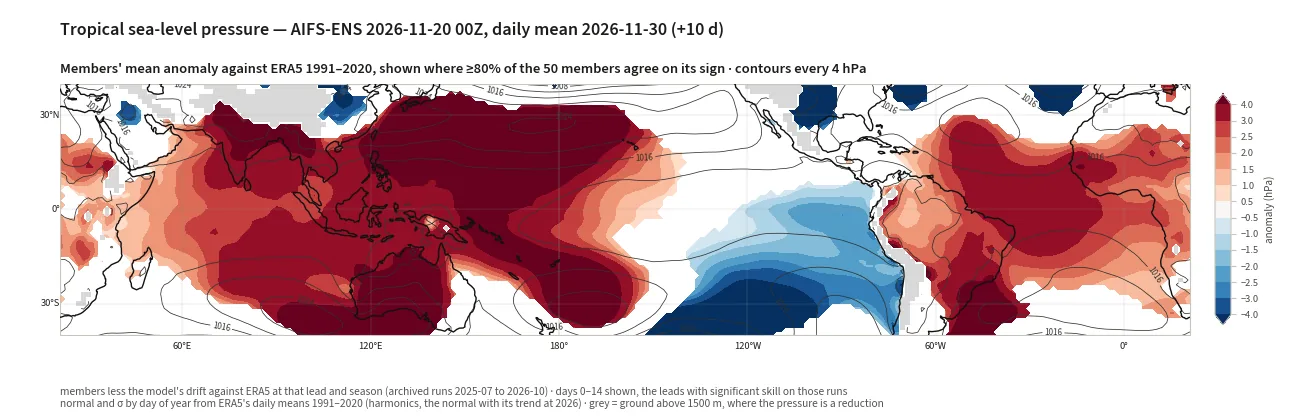 Tropical sea-level pressure — AIFS-ENS 2026-11-20 00Z, daily mean 2026-11-30 (+10 d)
Members' mean anomaly against ERA5 1991–2020, shown where ≥80% of the 50 members agree on its sign · contours every 4 hPa
1016
1024
1016
1008
1016
1016
1016
1016
1016
1016
1016
1016
1016
1016
30°N
0°
30°S
60°E
120°E
180°
120°W
60°W
0°
4.0
3.0
2.5
2.0
1.5
1.0
0.5
−0.5
−1.0
−1.5
−2.0
−2.5
−3.0
−4.0
anomaly (hPa)
members less the model's drift against ERA5 at that lead and season (archived runs 2025-07 to 2026-10) · days 0–14 shown, the leads with significant skill on those runs
normal and σ by day of year from ERA5's daily means 1991–2020 (harmonics, the normal with its trend at 2026) · grey = ground above 1500 m, where the pressure is a reduction